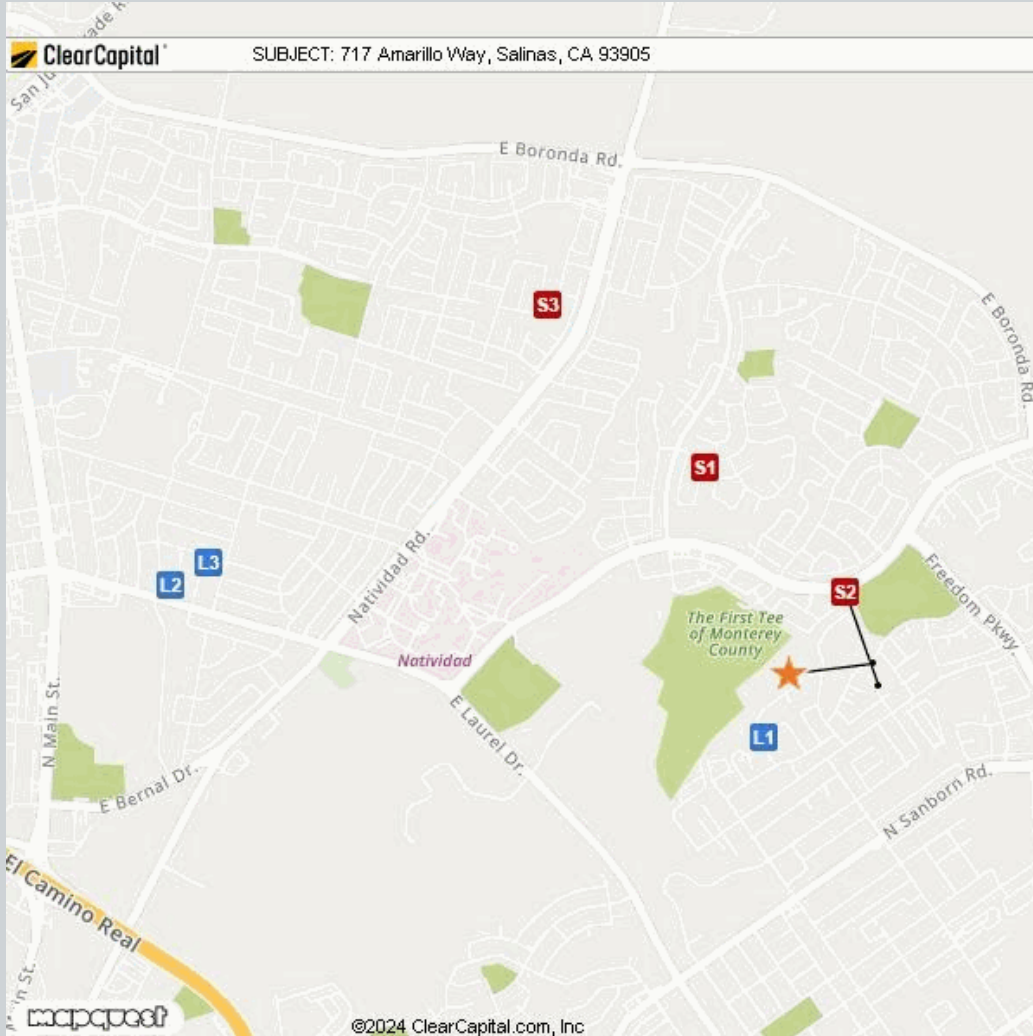 ClearCapital
SUBJECT: 717 Amarillo Way, Salinas, CA 93905
E Boronda Rd.
S3
E Boronda Rd.
S1
L3
L2
Natividad Rd.
S2
Freedom Pkwy.
The First Tee
of Monterey
County
Natividad
E Laurel Dr.
L1
N Main St.
E Bernal Dr.
N Sanborn Rd.
El Camino Real
mapquest
©2024 ClearCapital.com, Inc